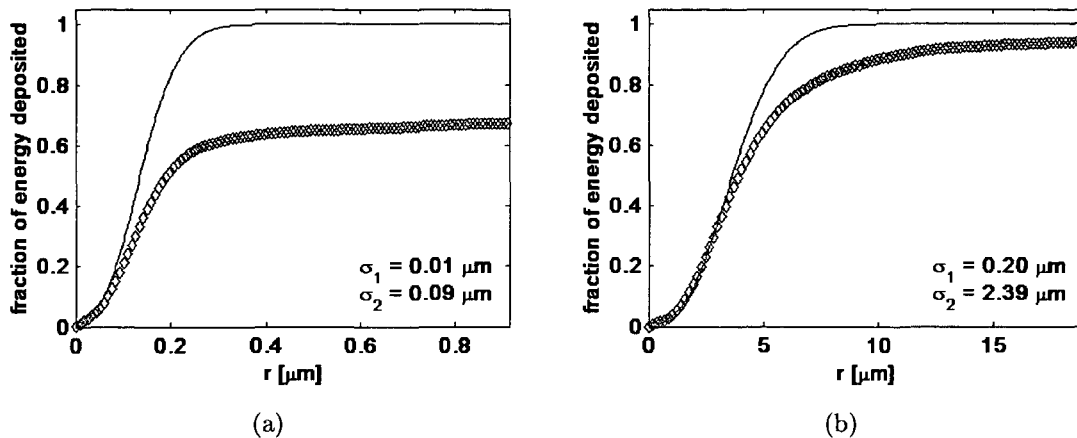 fraction of energy deposited
1
0.8
0.6
0.4
0.2
0
0
0.2
0.4
0.6
0.8
r [μm]
σ1 = 0.01 μm
σ2 = 0.09 μm
(a)
fraction of energy deposited
1
0.8
0.6
0.4
0.2
0
0
5
10
15
r [μm]
σ1 = 0.20 μm
σ2 = 2.39 μm
(b)